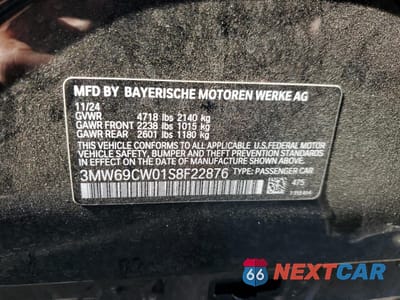 MFD BY BAYERISCHE MOTOREN WERKE AG
11/24
GVWR 4718 lbs 2140 kg
GAWR FRONT 2238 lbs 1015 kg
GAWR REAR 2601 lbs 1180 kg
THIS VEHICLE CONFORMS TO ALL APPLICABLE
U.S. FEDERAL MOTOR VEHICLE SAFETY,
BUMPER, AND THEFT PREVENTION STANDARDS
IN EFFECT ON THE DATE OF MANUFACTURE
SHOWN ABOVE.
3MW69CW01S8F22876 TYPE: PASSENGER CAR
475
66 NEXTCAR